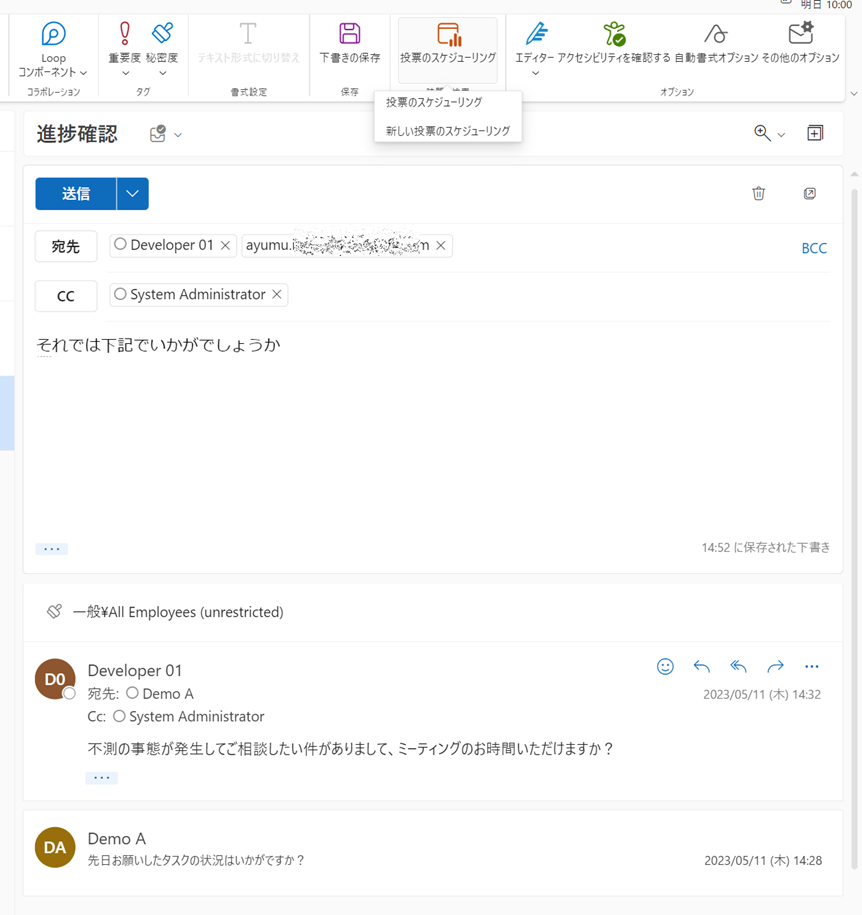 明日 10:00
Loop
コンポーネント
重要度 秘密度
テキスト形式に切り替え
下書きの保存
投票のスケジューリング
エディター アクセシビリティを確認する 自動書式オプション その他のオプション
コラボレーション
タグ
書式設定
保存
オプション
投票のスケジューリング
新しい投票のスケジューリング
進捗確認
送信
宛先
Developer 01
ayumu.
m
BCC
CC
System Administrator
それでは下記でいかがでしょうか
...
14:52 に保存された下書き
一般¥All Employees (unrestricted)
D0
Developer 01
宛先: Demo A
2023/05/11 (木) 14:32
Cc: System Administrator
不測の事態が発生してご相談したい件がありまして、ミーティングのお時間いただけますか？
...
DA
Demo A
先日お願いしたタスクの状況はいかがですか？
2023/05/11 (木) 14:28